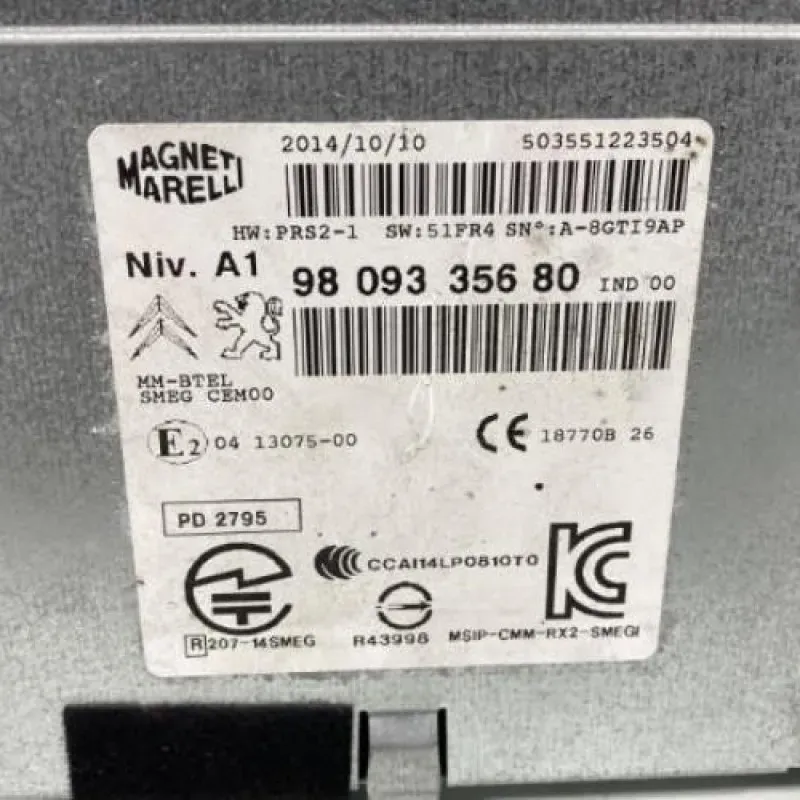 MAGNETI
MARELLI
2014/10/10 503551223504
HW:PRS2-1 SW:51FR4 SN°:A-8GTI9AP
Niv. A1
98 093 356 80 IND 00
MM-BTEL
SMEG CEM00
E2 04 13075-00
CE 18770B 26
PD 2795
CCAI14LP0810T0
R 207-14SMEG
R43998
MSIP-CMM-RX2-SMEGI